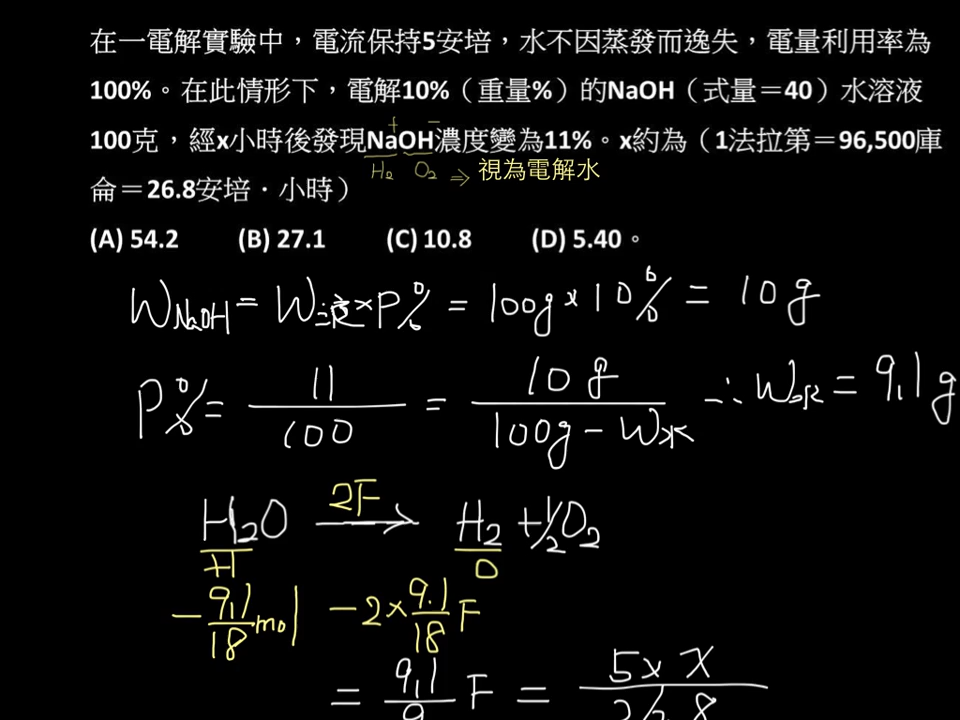 在一電解實驗中，電流保持5安培，水不因蒸發而逸失，電量利用率為
100%。在此情形下，電解10%（重量%）的NaOH（式量＝40）水溶液
100克，經x小時後發現NaOH濃度變為11%。x約為（1法拉第＝96,500庫
+ −
H2 O2 ⇒ 視為電解水
侖＝26.8安培．小時）
(A) 54.2 (B) 27.1 (C) 10.8 (D) 5.40。
WNaOH = W液 × P% = 100g × 10% = 10g
P% = 11/100 = 10g/(100g − W水) ∴ W水 = 9.1g
2F
H2O → H2 + 1/2 O2
+1 0
− 9.1/18 mol − 2 × 9.1/18 F
= 9.1/9 F = 5 × X / 26.8